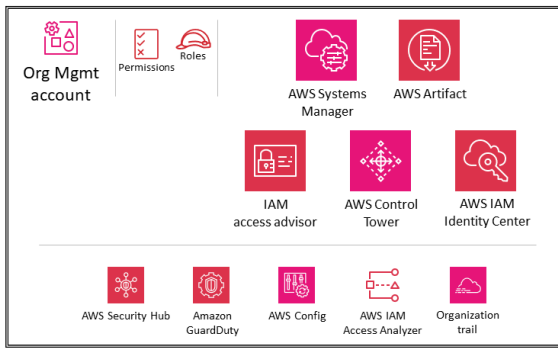 Org Mgmt
account
Permissions
Roles
AWS Systems
Manager
AWS Artifact
IAM
access advisor
AWS Control
Tower
AWS IAM
Identity Center
AWS Security Hub
Amazon
GuardDuty
AWS Config
AWS IAM
Access Analyzer
Organization
trail